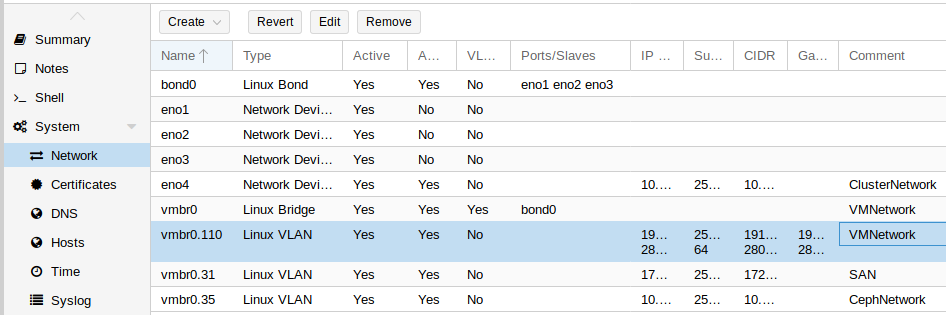 Create Revert Edit Remove
Summary
Notes
Shell
System
Network
Certificates
DNS
Hosts
Time
Syslog
Name Type Active A... VL... Ports/Slaves IP ... Su... CIDR Ga... Comment
bond0 Linux Bond Yes Yes No eno1 eno2 eno3
eno1 Network Devi... Yes No No
eno2 Network Devi... Yes No No
eno3 Network Devi... Yes No No
eno4 Network Devi... Yes Yes No 10.... 25... 10.... ClusterNetwork
vmbr0 Linux Bridge Yes Yes Yes bond0 VMNetwork
vmbr0.110 Linux VLAN Yes Yes No 19... 25... 191... 19... VMNetwork
28... 64 280... 28...
vmbr0.31 Linux VLAN Yes Yes No 17... 25... 172... SAN
vmbr0.35 Linux VLAN Yes Yes No 10.... 25... 10.... CephNetwork